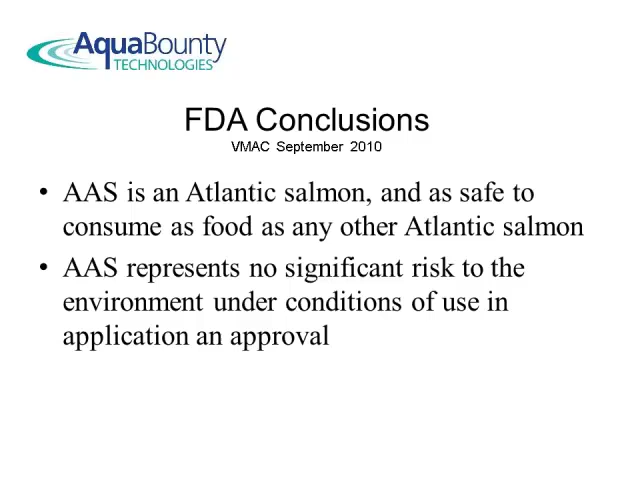 AquaBounty
TECHNOLOGIES
FDA Conclusions
VMAC September 2010
• AAS is an Atlantic salmon, and as safe to
consume as food as any other Atlantic salmon
• AAS represents no significant risk to the
environment under conditions of use in
application an approval